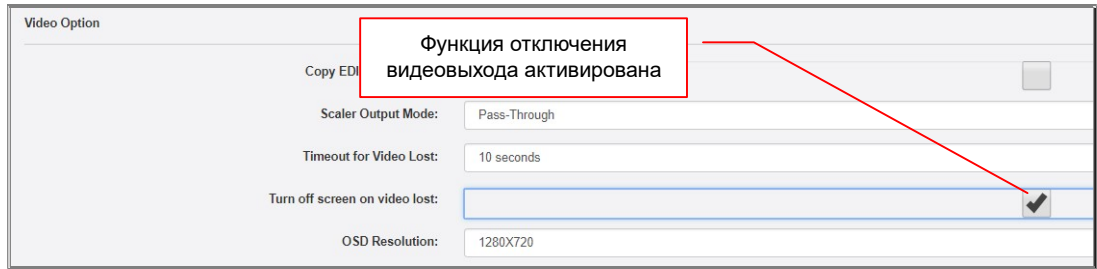 Video Option
Функция отключения
видеовыхода активирована
Copy EDI
Scaler Output Mode: Pass-Through
Timeout for Video Lost: 10 seconds
Turn off screen on video lost:
OSD Resolution: 1280X720